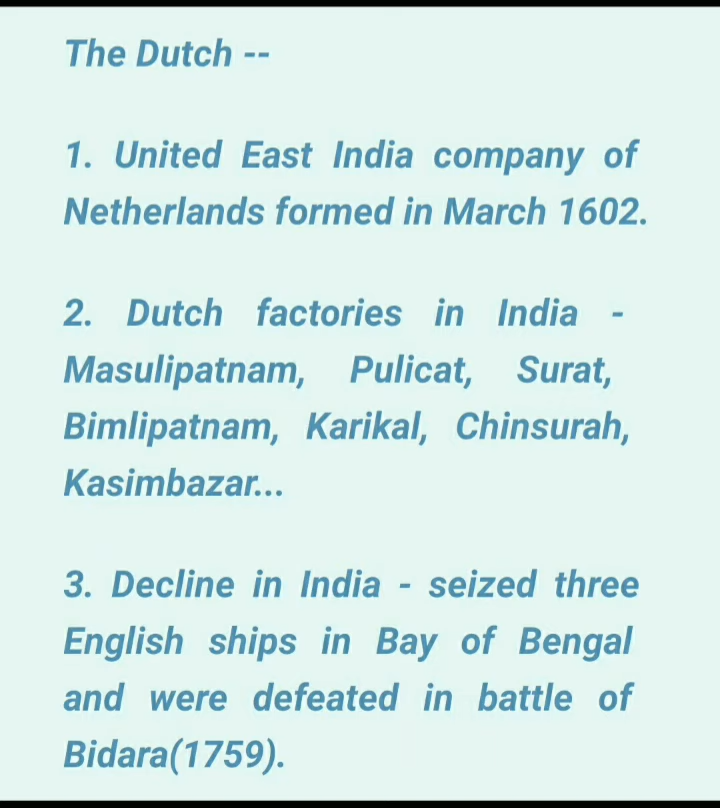 The Dutch --
1. United East India company of
Netherlands formed in March 1602.
2. Dutch factories in India -
Masulipatnam, Pulicat, Surat,
Bimlipatnam, Karikal, Chinsurah,
Kasimbazar...
3. Decline in India - seized three
English ships in Bay of Bengal
and were defeated in battle of
Bidara(1759).